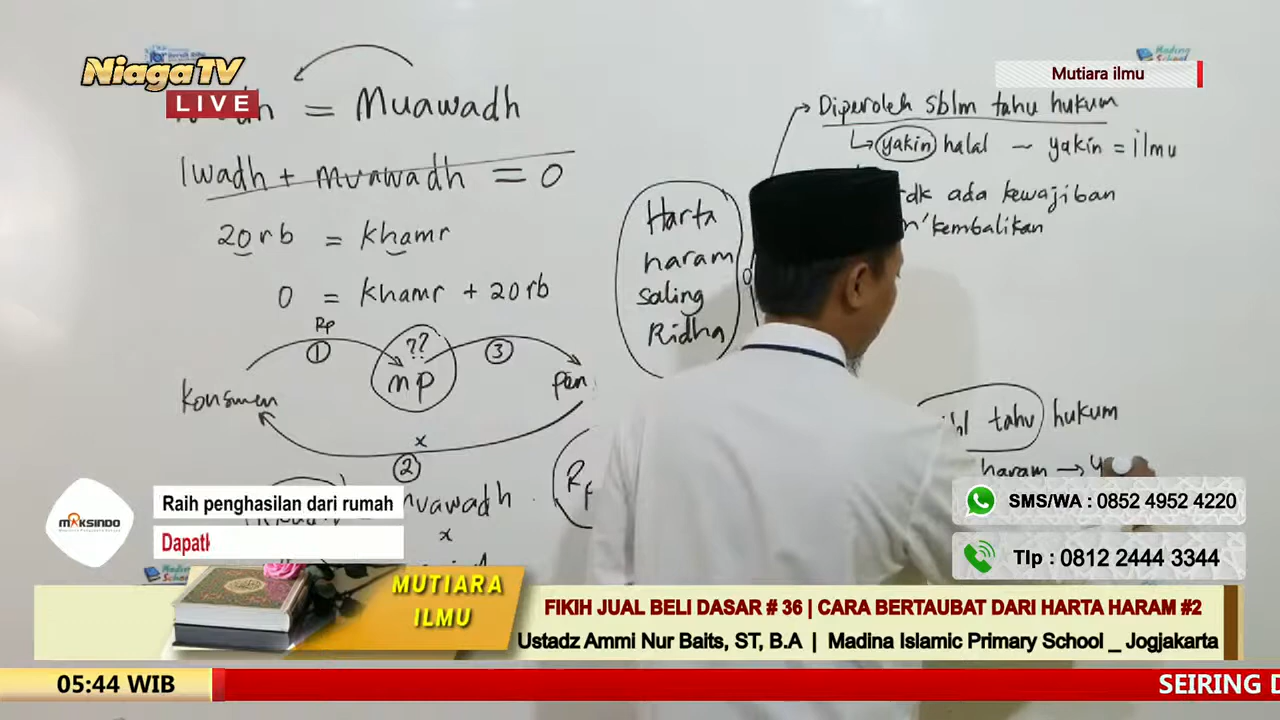 NiagaTV
LIVE
Mutiara ilmu
= Muawadh
Iwadh + muawadh = 0
20rb = khamr
0 = khamr + 20rb
Rp
1
??
3
Konsumen
mp
x
2
muawadh
x
Harta
haram
saling
Ridha
Diperoleh sblm tahu hukum
yakin halal ~ yakin = ilmu
dk ada kewajiban
kembalikan
tahu hukum
haram →
Raih penghasilan dari rumah
Dapatk
maksindo
SMS/WA : 0852 4952 4220
Tlp : 0812 2444 3344
MUTIARA
ILMU
FIKIH JUAL BELI DASAR # 36 | CARA BERTAUBAT DARI HARTA HARAM #2
Ustadz Ammi Nur Baits, ST, B.A | Madina Islamic Primary School _ Jogjakarta
05:44 WIB
SEIRING D